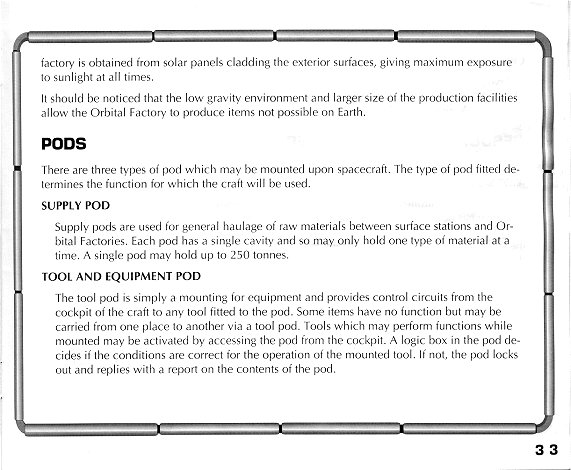 factory is obtained from solar panels cladding the exterior surfaces, giving maximum exposure
to sunlight at all times.
It should be noticed that the low gravity environment and larger size of the production facilities
allow the Orbital Factory to produce items not possible on Earth.
PODS
There are three types of pod which may be mounted upon spacecraft. The type of pod fitted de-
termines the function for which the craft will be used.
SUPPLY POD
Supply pods are used for general haulage of raw materials between surface stations and Or-
bital Factories. Each pod has a single cavity and so may only hold one type of material at a
time. A single pod may hold up to 250 tonnes.
TOOL AND EQUIPMENT POD
The tool pod is simply a mounting for equipment and provides control circuits from the
cockpit of the craft to any tool fitted to the pod. Some items have no function but may be
carried from one place to another via a tool pod. Tools which may perform functions while
mounted may be activated by accessing the pod from the cockpit. A logic box in the pod de-
cides if the conditions are correct for the operation of the mounted tool. If not, the pod locks
out and replies with a report on the contents of the pod.
3 3